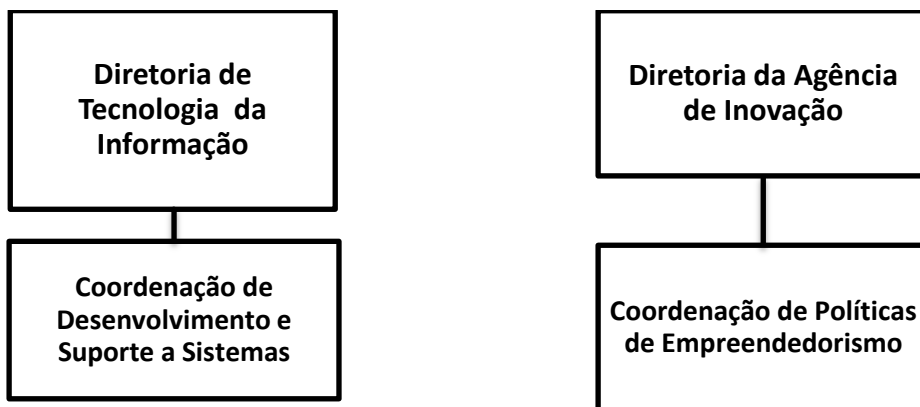 Diretoria de
Tecnologia da
Informação
Diretoria da Agência
de Inovação
Coordenação de
Desenvolvimento e
Suporte a Sistemas
Coordenação de Políticas
de Empreendedorismo